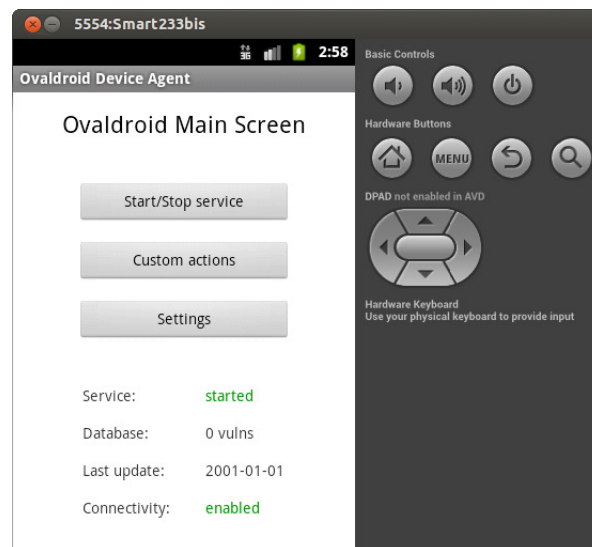 5554:Smart233bis
3G
2:58
Ovaldroid Device Agent
Ovaldroid Main Screen
Start/Stop service
Custom actions
Settings
Service: started
Database: 0 vulns
Last update: 2001-01-01
Connectivity: enabled
Basic Controls
Hardware Buttons
MENU
DPAD not enabled in AVD
Hardware Keyboard
Use your physical keyboard to provide input